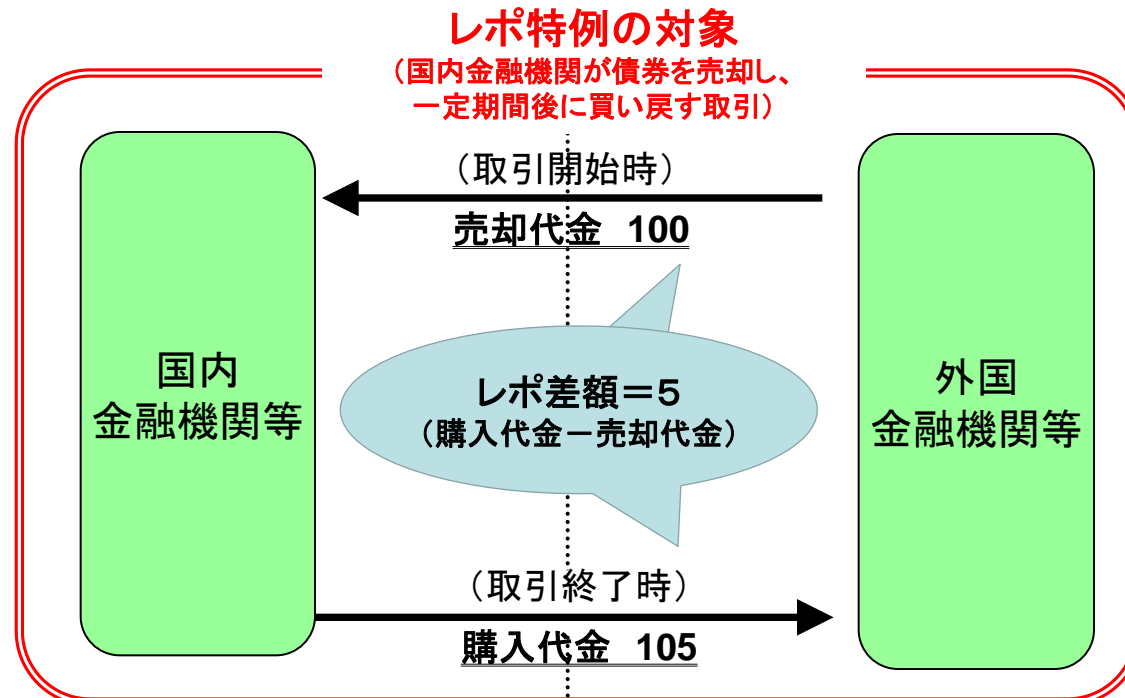 レポ特例の対象
（国内金融機関が債券を売却し、
一定期間後に買い戻す取引）
（取引開始時）
売却代金 100
国内
金融機関等
レポ差額＝５
（購入代金－売却代金）
外国
金融機関等
（取引終了時）
購入代金 105